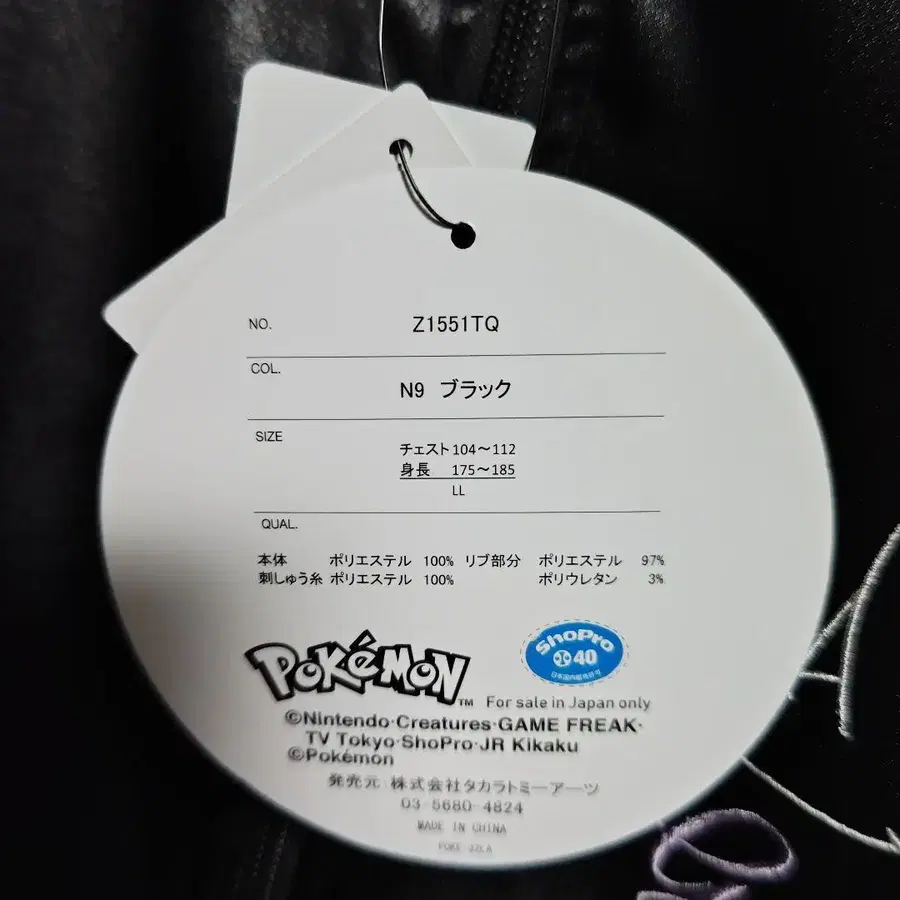 NO. Z1551TQ
COL. N9 ブラック
SIZE
チェスト 104～112
身長 175～185
LL
QUAL.
本体 ポリエステル 100% リブ部分 ポリエステル 97%
刺しゅう糸 ポリエステル 100% ポリウレタン 3%
POKéMON TM For sale in Japan only
ShoPro
40
©Nintendo·Creatures·GAME FREAK·
TV Tokyo·ShoPro·JR Kikaku
©Pokémon
発売元 株式会社タカラトミーアーツ
03-5680-4824
MADE IN CHINA